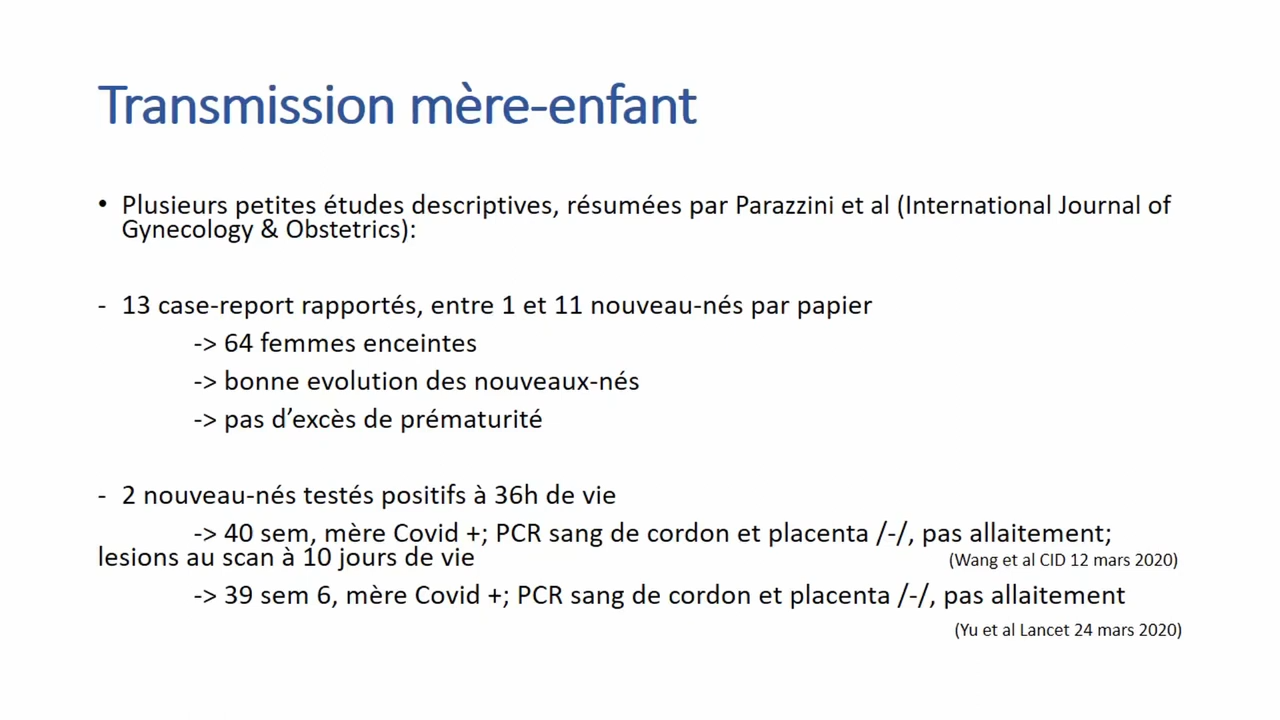 Transmission mère-enfant
• Plusieurs petites études descriptives, résumées par Parazzini et al (International Journal of
Gynecology & Obstetrics):
- 13 case-report rapportés, entre 1 et 11 nouveau-nés par papier
-> 64 femmes enceintes
-> bonne evolution des nouveaux-nés
-> pas d’excès de prématurité
- 2 nouveau-nés testés positifs à 36h de vie
-> 40 sem, mère Covid +; PCR sang de cordon et placenta /-/, pas allaitement;
lesions au scan à 10 jours de vie (Wang et al CID 12 mars 2020)
-> 39 sem 6, mère Covid +; PCR sang de cordon et placenta /-/, pas allaitement
(Yu et al Lancet 24 mars 2020)